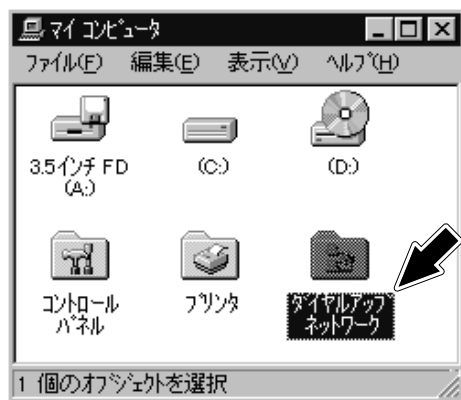 マイ コンピュータ
ファイル(F) 編集(E) 表示(V) ヘルプ(H)
3.5インチ FD
(A:)
(C:)
(D:)
コントロール
パネル
プリンタ
ダイヤルアップ
ネットワーク
1 個のオブジェクトを選択